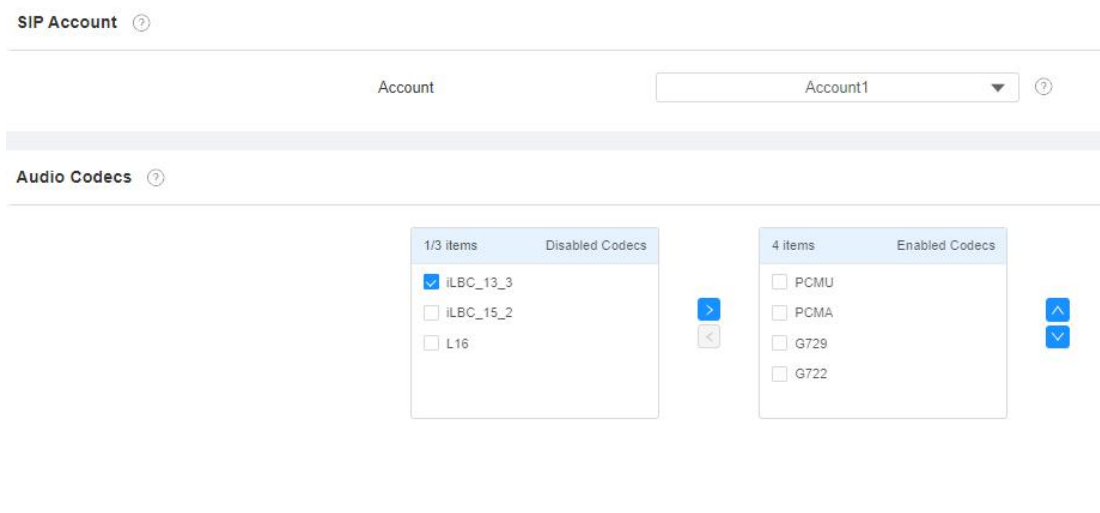 SIP Account
Account Account1
Audio Codecs
1/3 items Disabled Codecs
iLBC_13_3
iLBC_15_2
L16
4 items Enabled Codecs
PCMU
PCMA
G729
G722